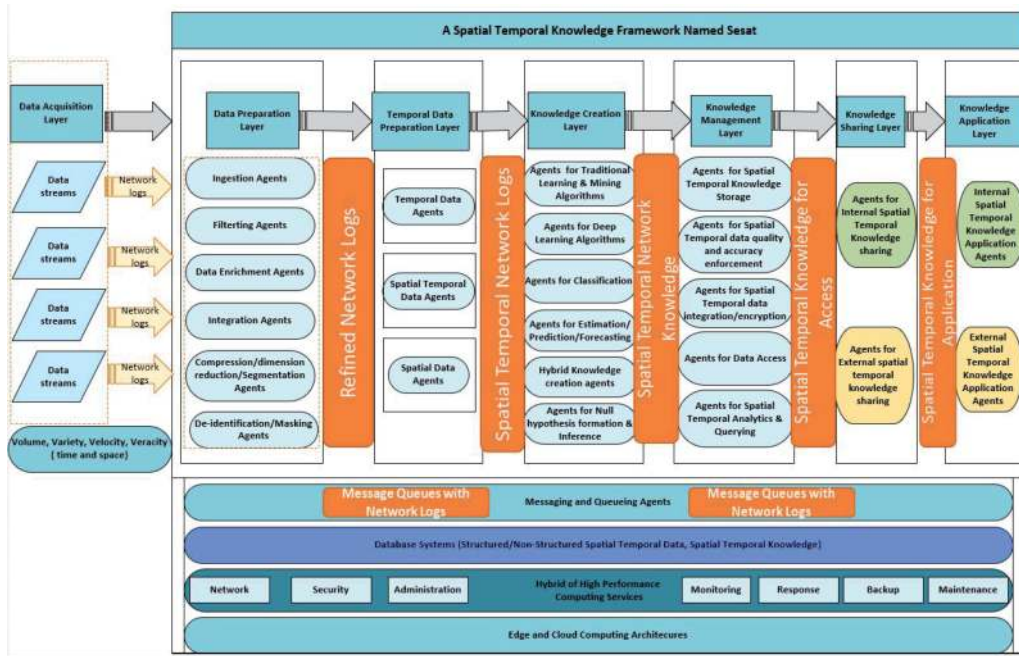 A Spatial Temporal Knowledge Framework Named Sesat
Data Acquisition
Layer
Data Preparation
Layer
Temporal Data
Preparation Layer
Knowledge Creation
Layer
Knowledge
Management
Layer
Knowledge
Sharing Layer
Knowledge
Application
Layer
Data
streams
Network
logs
Data
streams
Network
logs
Data
streams
Network
logs
Data
streams
Network
logs
Volume, Variety, Velocity, Veracity
( time and space)
Ingestion Agents
Filterting Agents
Data Enrichment Agents
Integration Agents
Compression/dimension
reduction/Segmentation
Agents
De-identification/Masking
Agents
Refined Network Logs
Temporal Data
Agents
Spatial Temporal
Data Agents
Spatial Data
Agents
Spatial Temporal Network Logs
Agents for Traditional
Learning & Mining
Algorithms
Agents for Deep
Learning Algorithms
Agents for Classification
Agents for Estimation/
Prediction/Forecasting
Hybrid Knowledge
creation agents
Agents for Null
hypothesis formation &
Inference
Spatial Temporal Network
Knowledge
Agents for Spatial
Temporal Knowledge
Storage
Agents for Spatial
Temporal data quality
and accuracy
enforcement
Agents for Spatial
Temporal data
integration/encryption
Agents for Data Access
Agents for Spatial
Temporal Analytics &
Querying
Spatial Temporal Knowledge for
Access
Agents for
Internal Spatial
Temporal
Knowledge
sharing
Agents for
External spatial
temporal
knowledge
sharing
Spatial Temporal Knowledge for
Application
Internal
Spatial
Temporal
Knowledge
Application
Agents
External
Spatial
Temporal
Knowledge
Application
Agents
Message Queues with
Network Logs
Messaging and Queueing Agents
Message Queues with
Network Logs
Database Systems (Structured/Non-Structured Spatial Temporal Data, Spatial Temporal Knowledge)
Network
Security
Administration
Hybrid of High Performance
Computing Services
Monitoring
Response
Backup
Maintenance
Edge and Cloud Computing Architecures